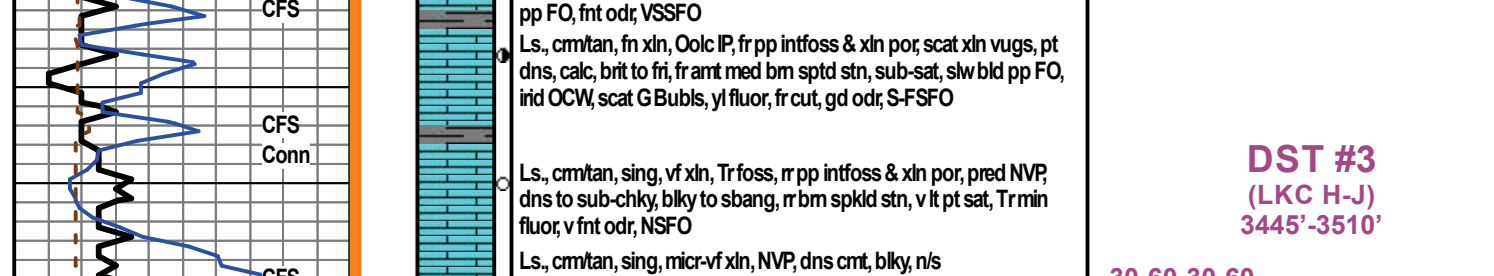 CFS
pp FO, fnt odr, VSSFO
Ls., crm/tan, fn xln, Oolc IP, fr pp intfoss & xln por, scat xln vugs, pt
dns, calc, brit to fri, fr amt med brn sptd stn, sub-sat, slw bld pp FO,
irid OCW, scat G Bubls, yl fluor, fr cut, gd odr, S-FSFO
CFS
Conn
DST #3
(LKC H-J)
3445'-3510'
Ls., crm/tan, sing, vf xln, Tr foss, rr pp intfoss & xln por, pred NVP,
dns to sub-chky, blky to sbang, rr brn spkld stn, v lt pt sat, Tr min
fluor, v fnt odr, NSFO
Ls., crm/tan, sing, micr-vf xln, NVP, dns cmt, blky, n/s
CFS
30-60-30-60